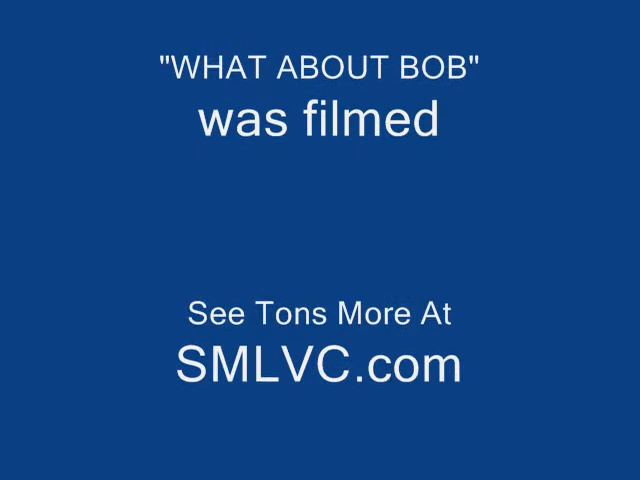 "WHAT ABOUT BOB"
was filmed
See Tons More At
SMLVC.com